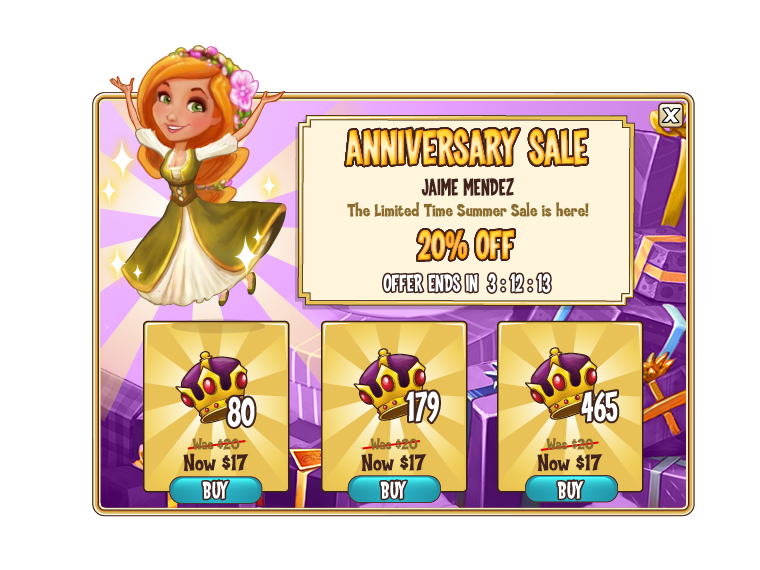 X
ANNIVERSARY SALE
JAIME MENDEZ
The Limited Time Summer Sale is here!
20% OFF
OFFER ENDS IN 3 : 12 : 13
80
179
465
Was $20
Was $20
Was $20
Now $17
Now $17
Now $17
BUY
BUY
BUY